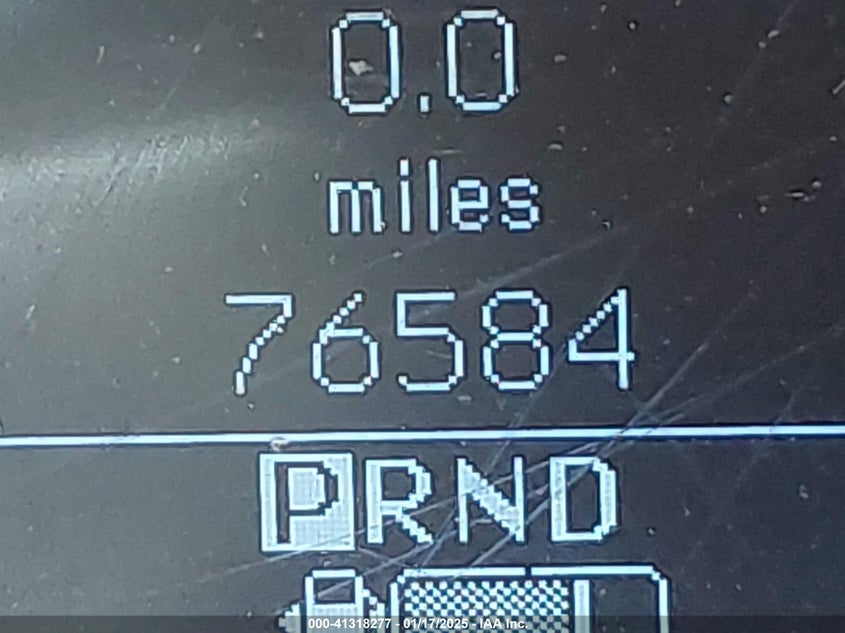 0.0
miles
76584
PRND
000-41318277 - 01/17/2025 - IAA Inc.